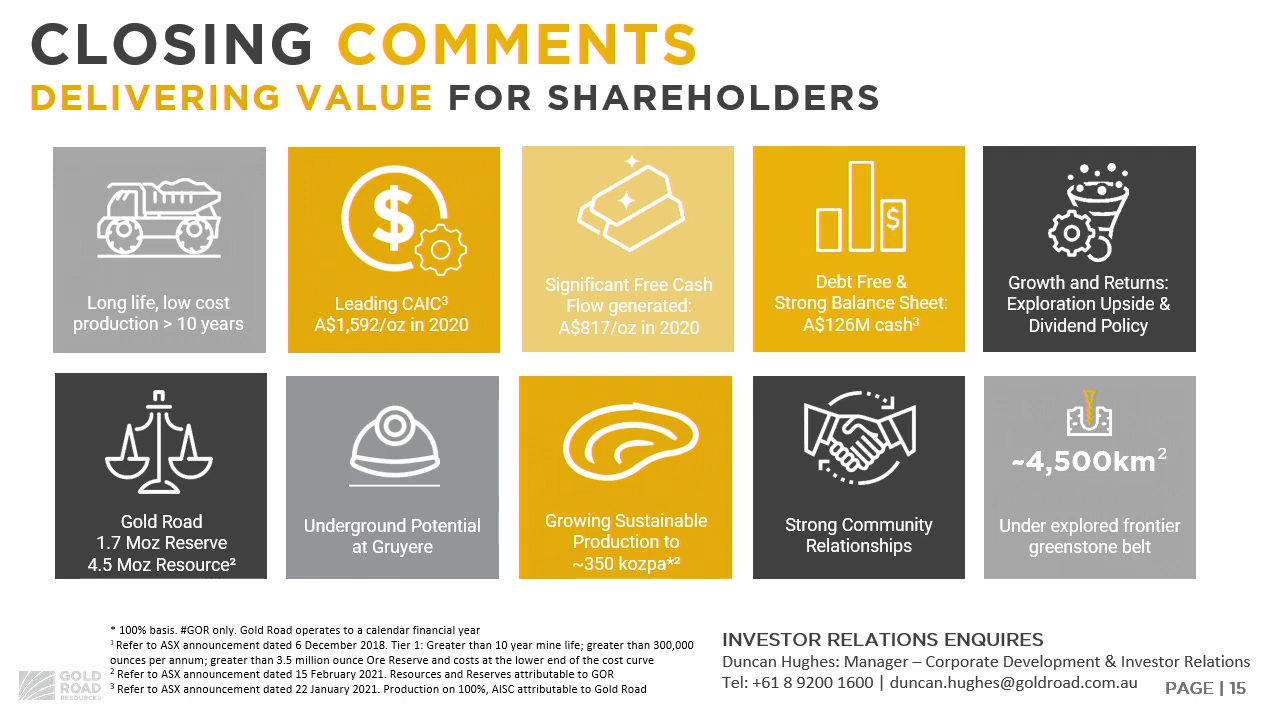 CLOSING COMMENTS
DELIVERING VALUE FOR SHAREHOLDERS
$
$
Long life, low cost
production > 10 years
Leading CAIC³
A$1,592/oz in 2020
Significant Free Cash
Flow generated:
A$817/oz in 2020
Debt Free &
Strong Balance Sheet:
A$126M cash³
Growth and Returns:
Exploration Upside &
Dividend Policy
Gold Road
1.7 Moz Reserve
4.5 Moz Resource²
Underground Potential
at Gruyere
Growing Sustainable
Production to
~350 kozpa*²
Strong Community
Relationships
~4,500km²
Under explored frontier
greenstone belt
* 100% basis. #GOR only. Gold Road operates to a calendar financial year
¹ Refer to ASX announcement dated 6 December 2018. Tier 1: Greater than 10 year mine life; greater than 300,000
ounces per annum; greater than 3.5 million ounce Ore Reserve and costs at the lower end of the cost curve
² Refer to ASX announcement dated 15 February 2021. Resources and Reserves attributable to GOR
³ Refer to ASX announcement dated 22 January 2021. Production on 100%, AISC attributable to Gold Road
INVESTOR RELATIONS ENQUIRES
Duncan Hughes: Manager – Corporate Development & Investor Relations
Tel: +61 8 9200 1600 | duncan.hughes@goldroad.com.au
GOLD
ROAD
RESOURCES
PAGE | 15